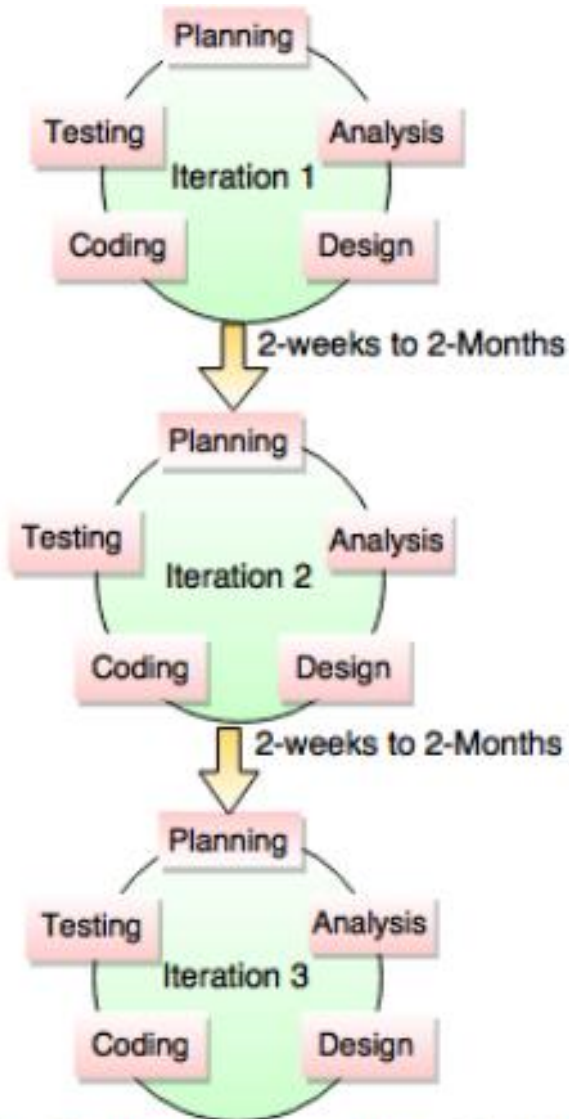 Planning
Testing
Analysis
Iteration 1
Coding
Design
2-weeks to 2-Months
Planning
Testing
Analysis
Iteration 2
Coding
Design
2-weeks to 2-Months
Planning
Testing
Analysis
Iteration 3
Coding
Design